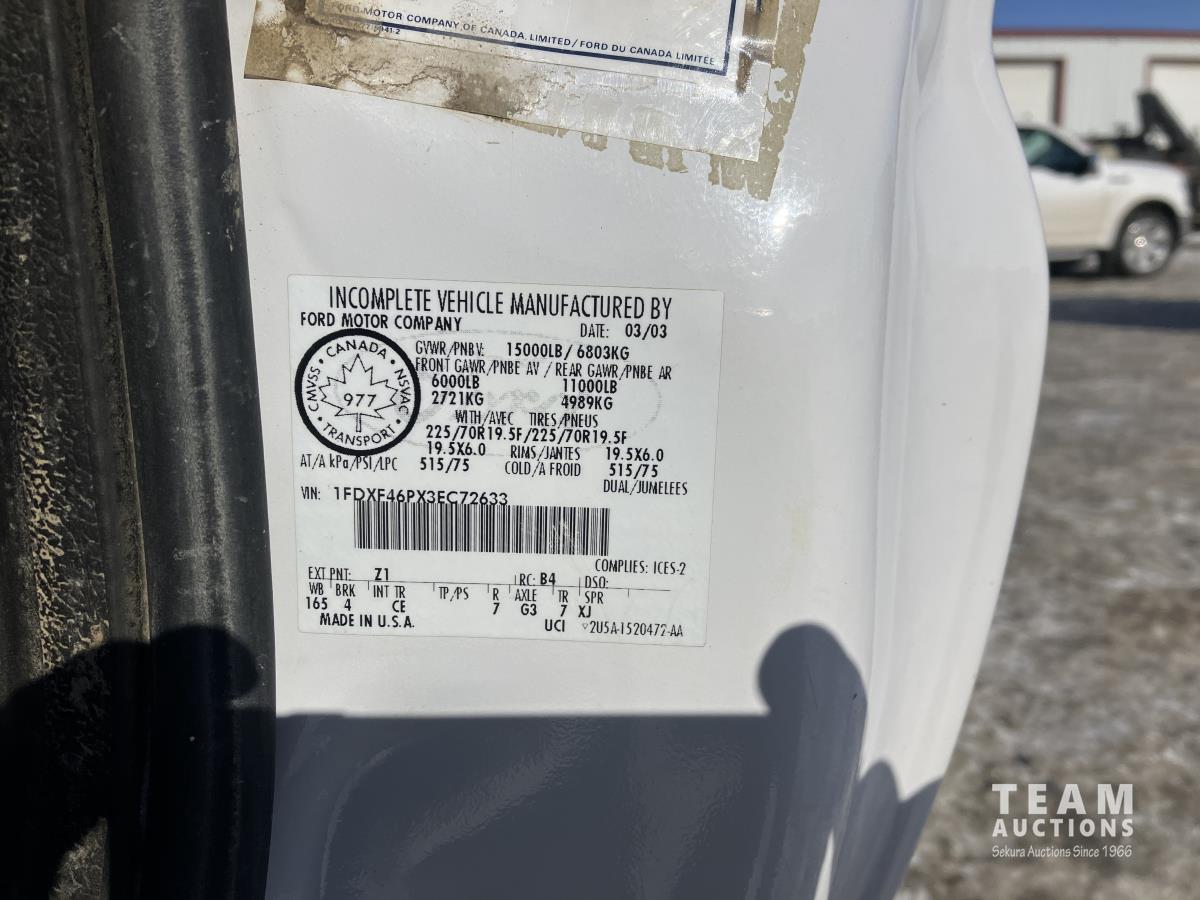 FORD MOTOR COMPANY OF CANADA, LIMITED/FORD DU CANADA LIMITÉE
INCOMPLETE VEHICLE MANUFACTURED BY
FORD MOTOR COMPANY
DATE: 03/03
GVWR/PNBV: 15000LB/ 6803KG
FRONT GAWR/PNBE AV / REAR GAWR/PNBE AR
6000LB 11000LB
2721KG 4989KG
WITH/AVEC TIRES/PNEUS
225/70R19.5F/225/70R19.5F
19.5X6.0 RIMS/JANTES 19.5X6.0
AT/A kPa/PSI/LPC 515/75 COLD/A FROID 515/75
DUAL/JUMELEES
CANADA
CMVSS • NSVAC
977
TRANSPORT
VIN: 1FDXF46PX3EC72633
COMPLIES: ICES-2
EXT PNT: Z1 RC: B4 DSO:
WB BRK INT TR TP/PS R AXLE TR SPR
165 4 CE 7 G3 7 XJ
MADE IN U.S.A. UCI 2U5A-1520472-AA
TEAM
AUCTIONS
Sekura Auctions Since 1966